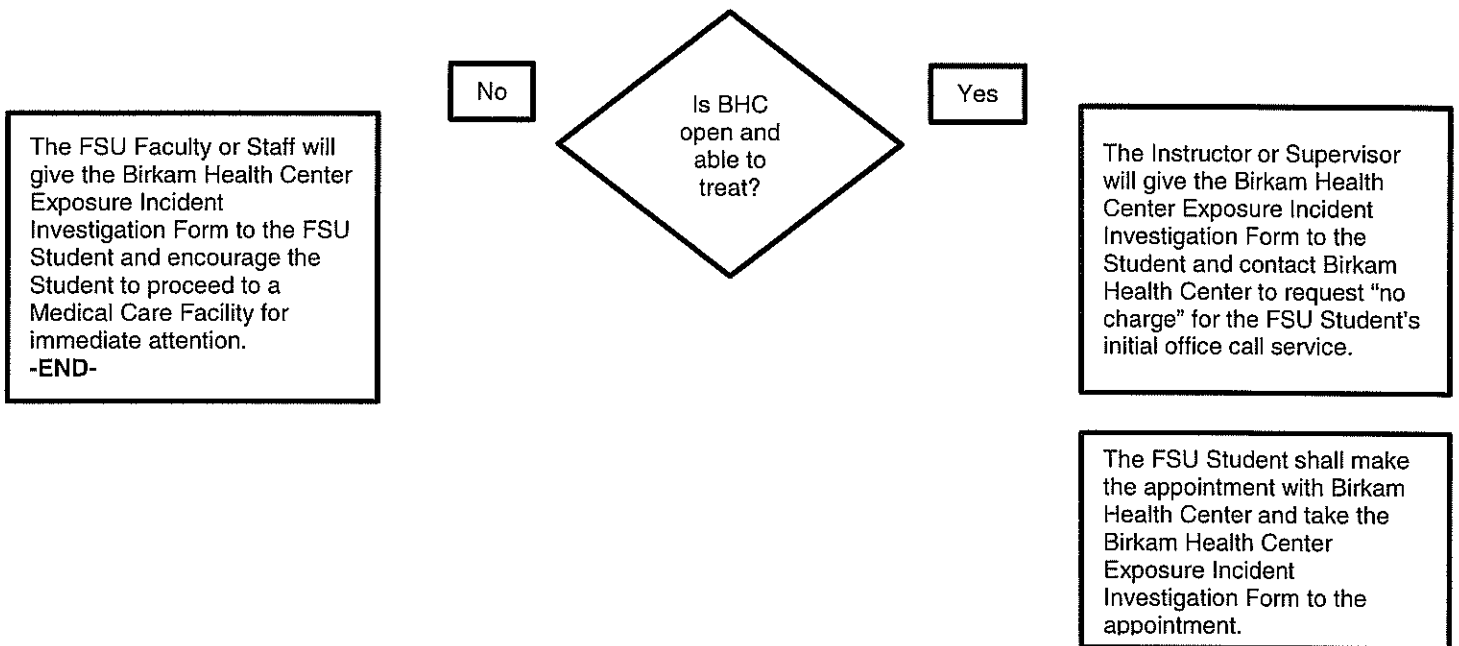 No
Is BHC
open and
able to
treat?
Yes
The FSU Faculty or Staff will
give the Birkam Health Center
Exposure Incident
Investigation Form to the FSU
Student and encourage the
Student to proceed to a
Medical Care Facility for
immediate attention.
-END-
The Instructor or Supervisor
will give the Birkam Health
Center Exposure Incident
Investigation Form to the
Student and contact Birkam
Health Center to request “no
charge” for the FSU Student's
initial office call service.
The FSU Student shall make
the appointment with Birkam
Health Center and take the
Birkam Health Center
Exposure Incident
Investigation Form to the
appointment.